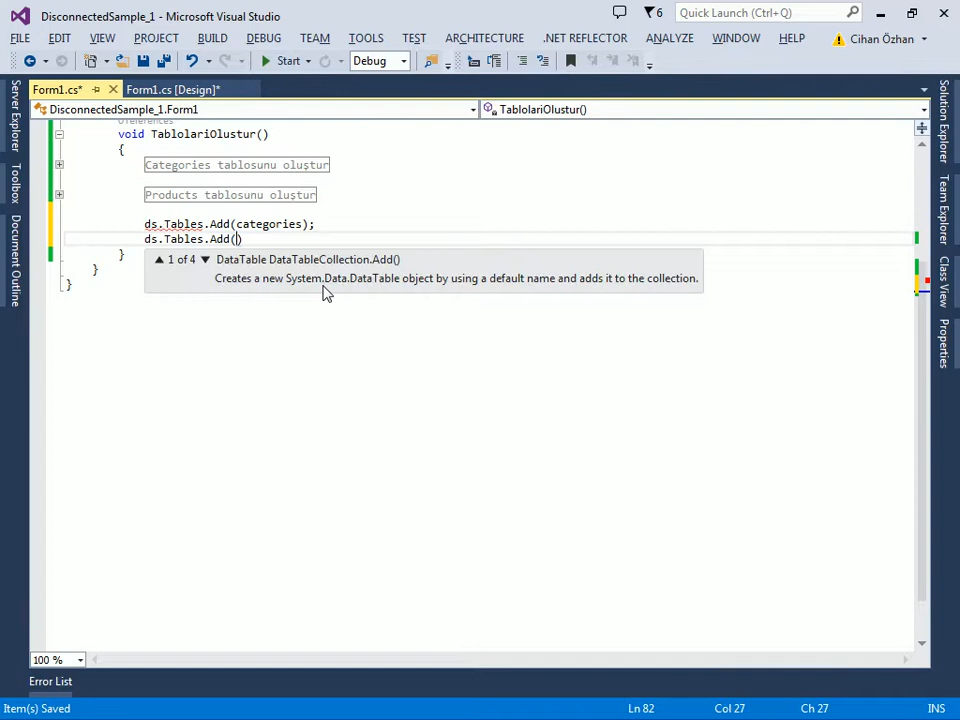 DisconnectedSample_1 - Microsoft Visual Studio
6
Quick Launch (Ctrl+Q)
FILE EDIT VIEW PROJECT BUILD DEBUG TEAM TOOLS TEST ARCHITECTURE .NET REFLECTOR ANALYZE WINDOW HELP Cihan Özhan
Start Debug
Form1.cs* Form1.cs [Design]*
DisconnectedSample_1.Form1 TablolariOlustur()
0 references
void TablolariOlustur()
{
Categories tablosunu oluştur
Products tablosunu oluştur
ds.Tables.Add(categories);
ds.Tables.Add()
}
1 of 4 DataTable DataTableCollection.Add()
Creates a new System.Data.DataTable object by using a default name and adds it to the collection.
}
}
Server Explorer
Toolbox
Document Outline
Solution Explorer
Team Explorer
Class View
Properties
100 %
Error List
Item(s) Saved Ln 82 Col 27 Ch 27 INS